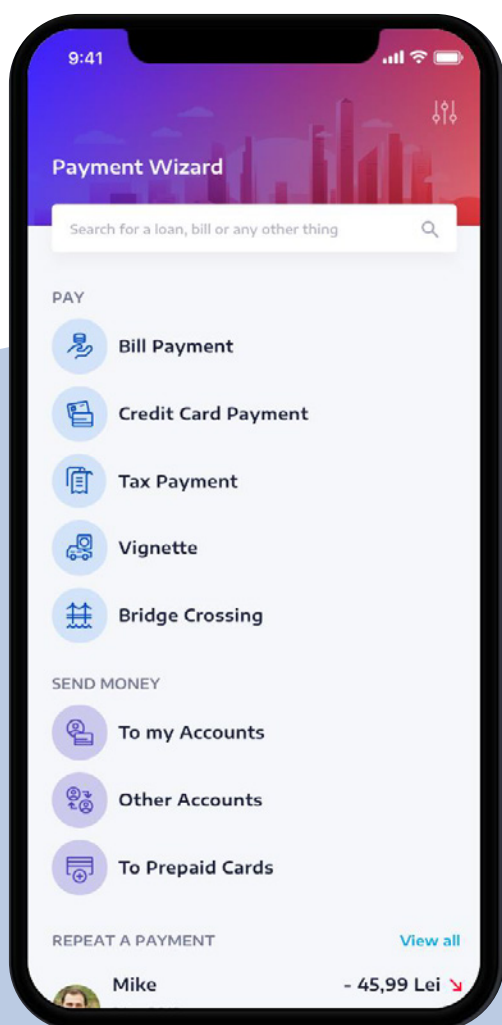 9:41
Payment Wizard
Search for a loan, bill or any other thing
PAY
Bill Payment
Credit Card Payment
Tax Payment
Vignette
Bridge Crossing
SEND MONEY
To my Accounts
Other Accounts
To Prepaid Cards
REPEAT A PAYMENT View all
Mike - 45,99 Lei